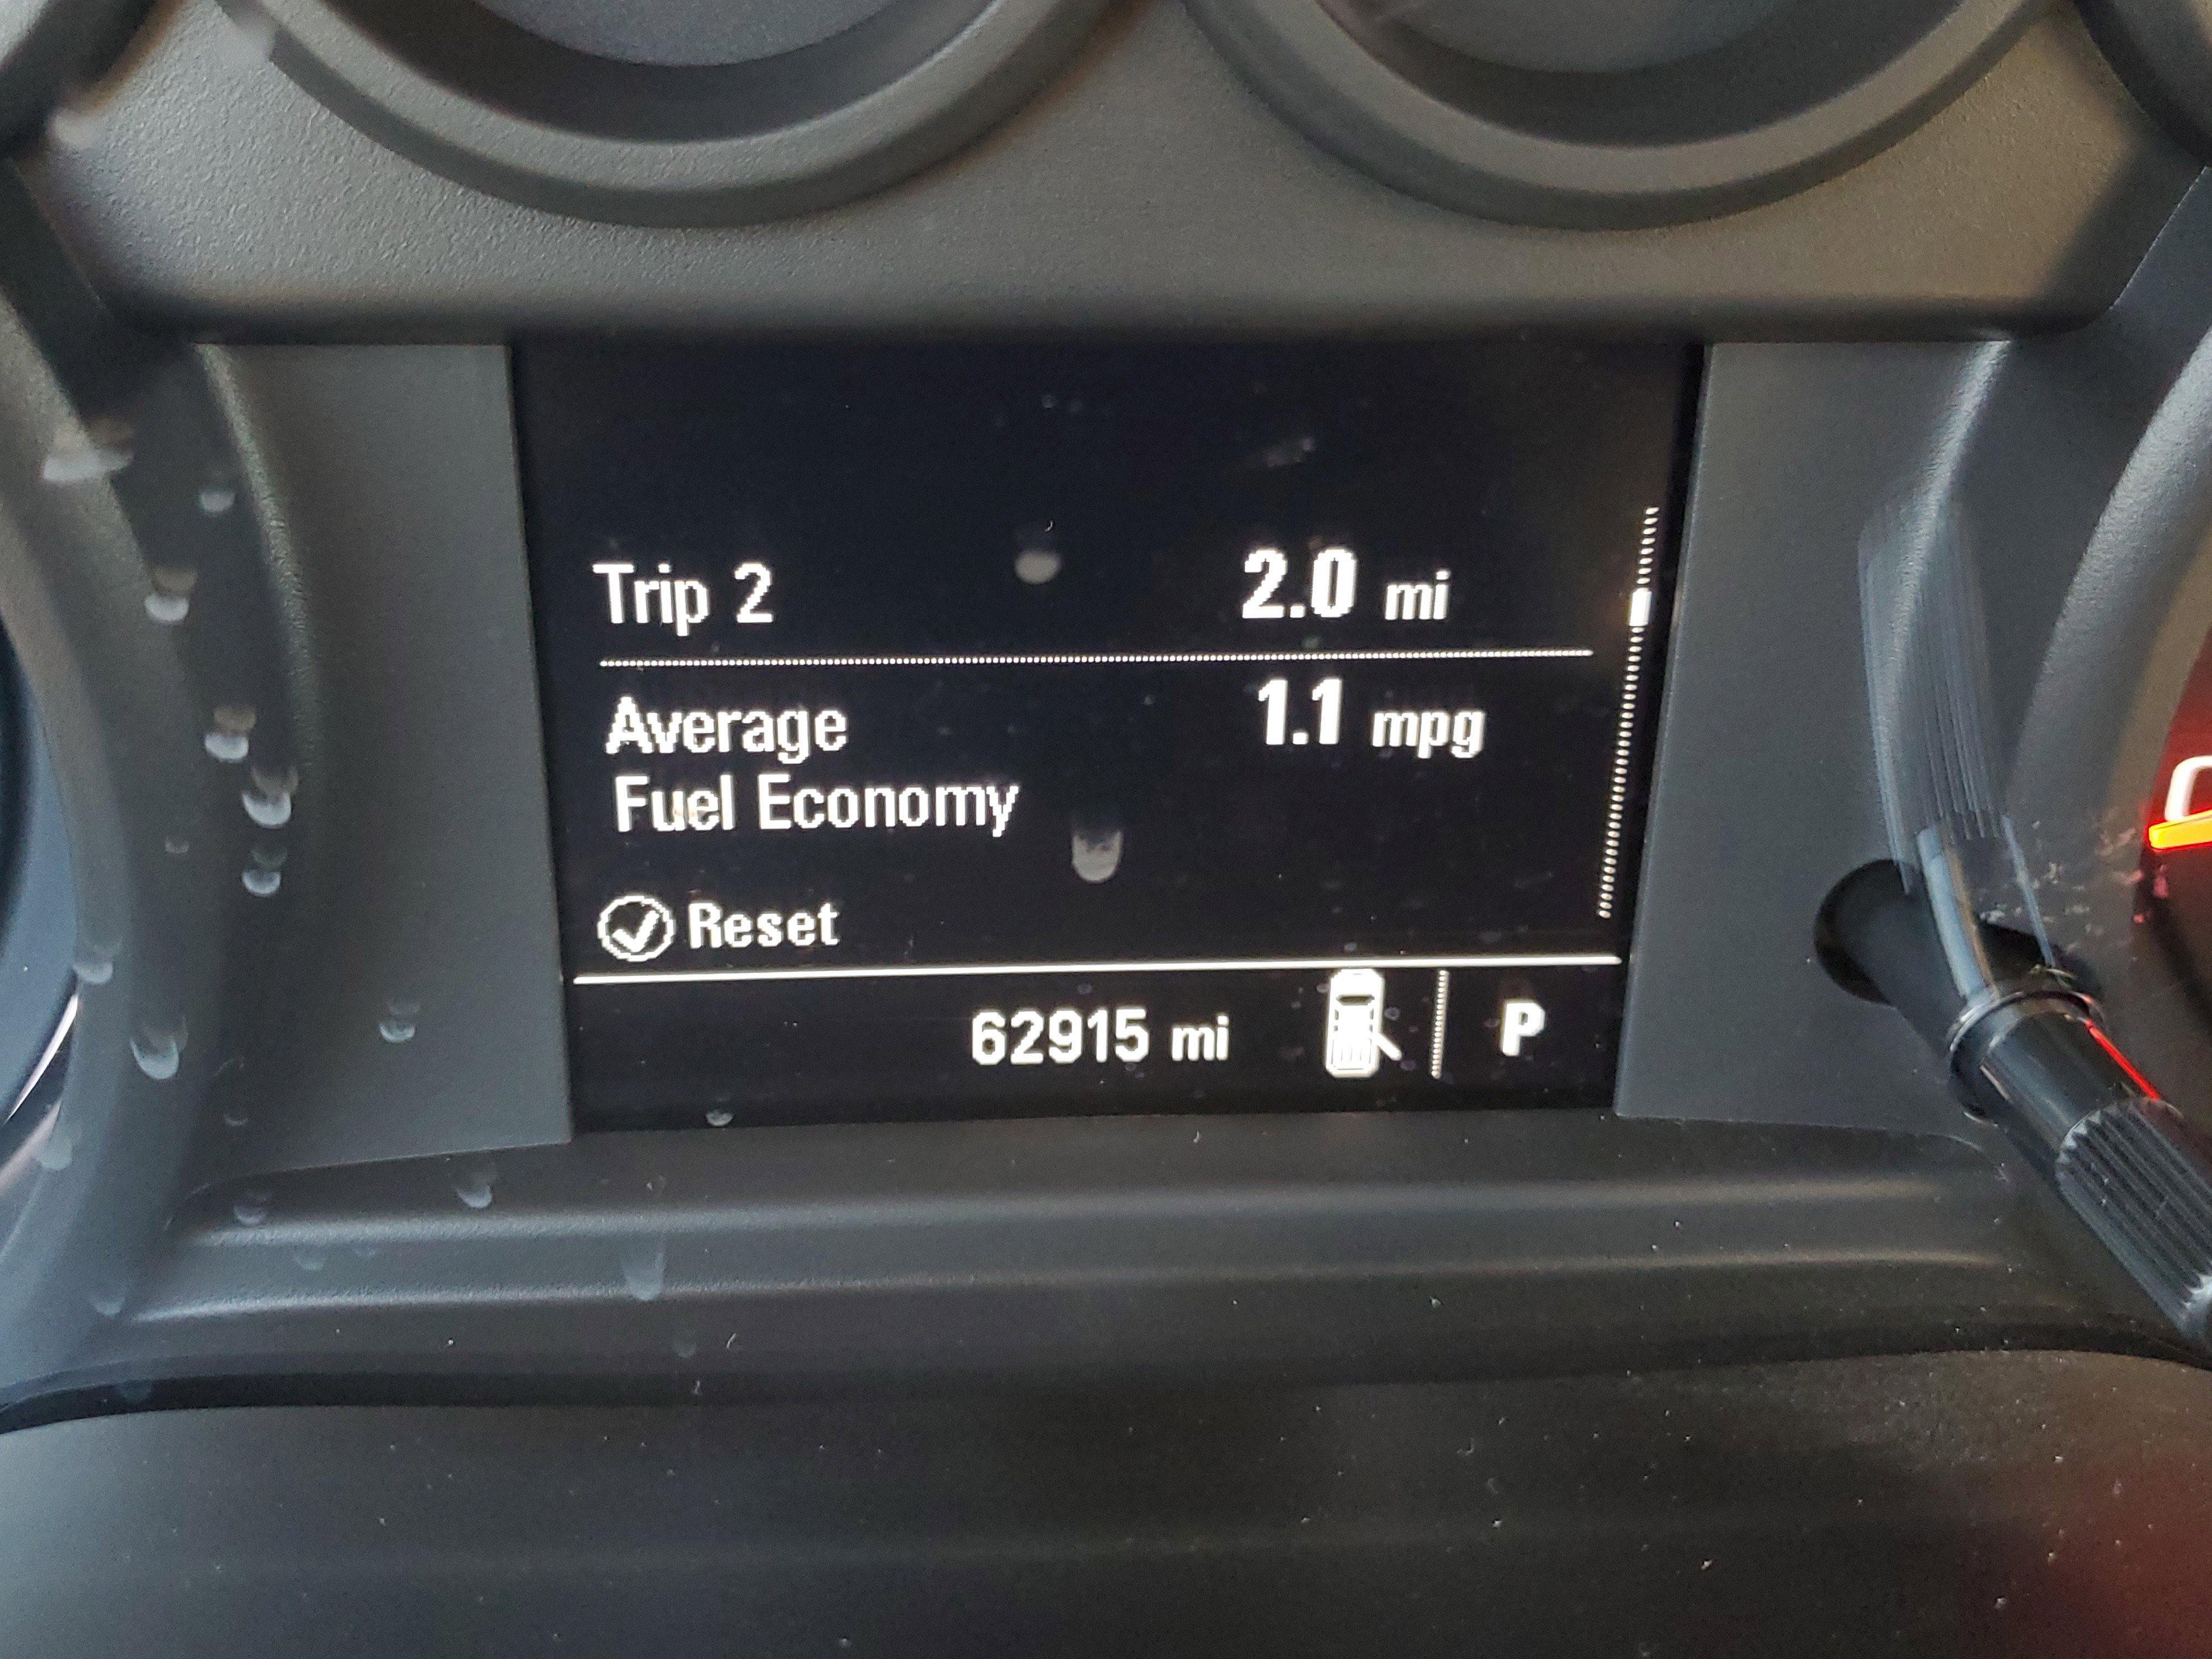 Trip 2 2.0 mi
Average 1.1 mpg
Fuel Economy
Reset
62915 mi P